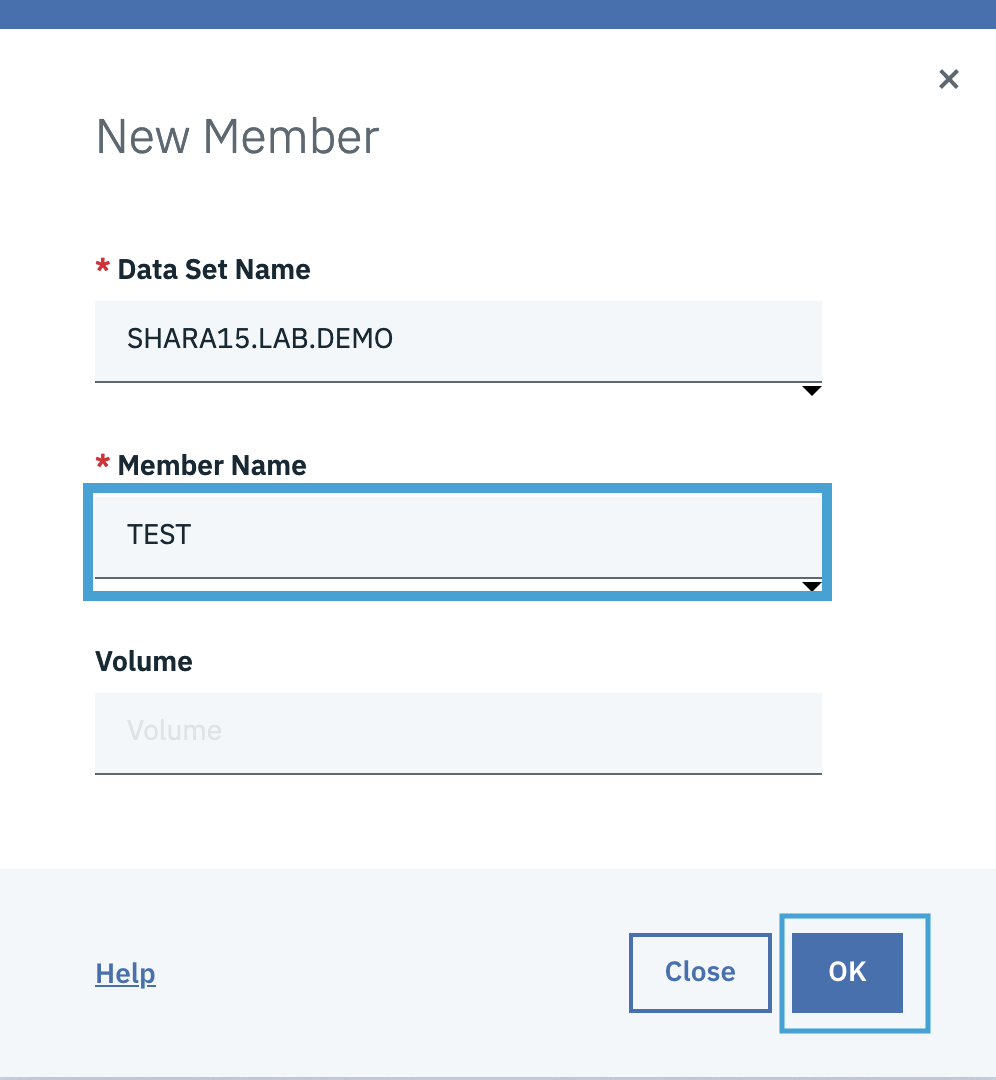 New Member
* Data Set Name
SHARA15.LAB.DEMO
* Member Name
TEST
Volume
Volume
Help
Close
OK